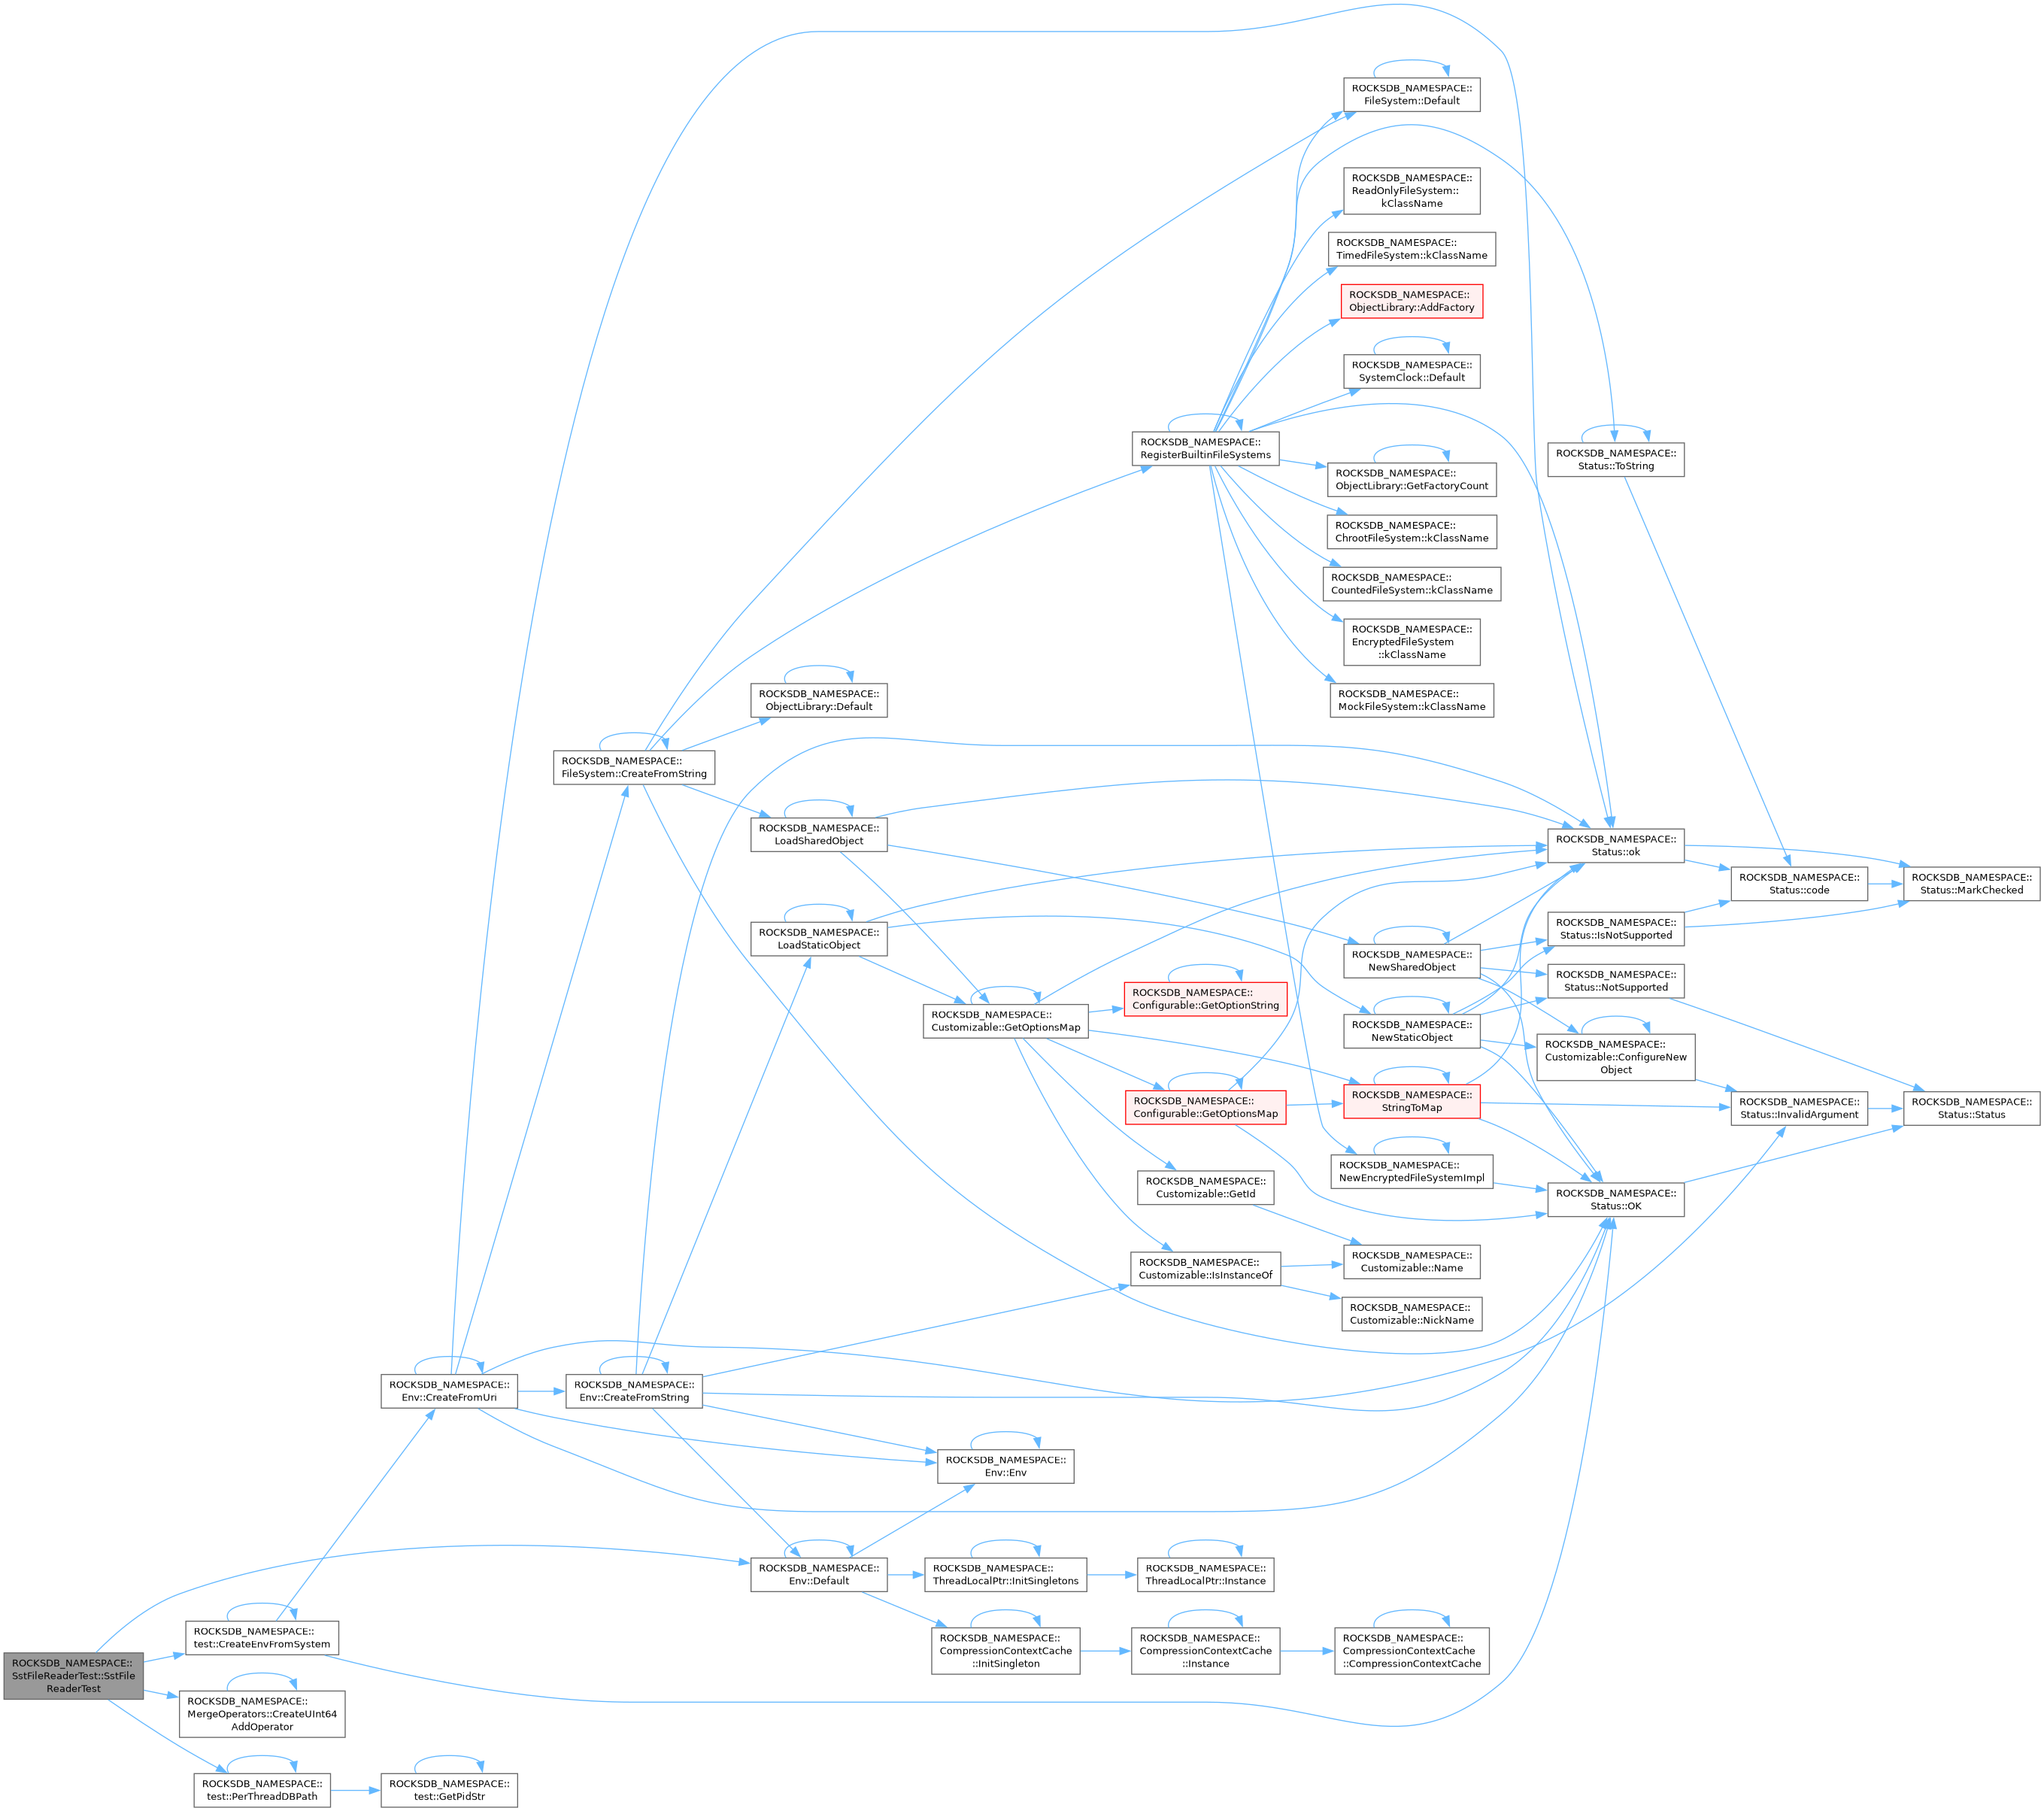 ROCKSDB_NAMESPACE::
FileSystem::Default
ROCKSDB_NAMESPACE::
ReadOnlyFileSystem::
kClassName
ROCKSDB_NAMESPACE::
TimedFileSystem::kClassName
ROCKSDB_NAMESPACE::
ObjectLibrary::AddFactory
ROCKSDB_NAMESPACE::
SystemClock::Default
ROCKSDB_NAMESPACE::
RegisterBuiltinFileSystems
ROCKSDB_NAMESPACE::
Status::ToString
ROCKSDB_NAMESPACE::
ObjectLibrary::GetFactoryCount
ROCKSDB_NAMESPACE::
ChrootFileSystem::kClassName
ROCKSDB_NAMESPACE::
CountedFileSystem::kClassName
ROCKSDB_NAMESPACE::
EncryptedFileSystem
::kClassName
ROCKSDB_NAMESPACE::
MockFileSystem::kClassName
ROCKSDB_NAMESPACE::
ObjectLibrary::Default
ROCKSDB_NAMESPACE::
FileSystem::CreateFromString
ROCKSDB_NAMESPACE::
LoadSharedObject
ROCKSDB_NAMESPACE::
Status::ok
ROCKSDB_NAMESPACE::
Status::code
ROCKSDB_NAMESPACE::
Status::MarkChecked
ROCKSDB_NAMESPACE::
LoadStaticObject
ROCKSDB_NAMESPACE::
Status::IsNotSupported
ROCKSDB_NAMESPACE::
NewSharedObject
ROCKSDB_NAMESPACE::
Status::NotSupported
ROCKSDB_NAMESPACE::
Configurable::GetOptionString
ROCKSDB_NAMESPACE::
Customizable::GetOptionsMap
ROCKSDB_NAMESPACE::
NewStaticObject
ROCKSDB_NAMESPACE::
Customizable::ConfigureNew
Object
ROCKSDB_NAMESPACE::
Configurable::GetOptionsMap
ROCKSDB_NAMESPACE::
StringToMap
ROCKSDB_NAMESPACE::
Status::InvalidArgument
ROCKSDB_NAMESPACE::
Status::Status
ROCKSDB_NAMESPACE::
NewEncryptedFileSystemImpl
ROCKSDB_NAMESPACE::
Customizable::GetId
ROCKSDB_NAMESPACE::
Status::OK
ROCKSDB_NAMESPACE::
Customizable::IsInstanceOf
ROCKSDB_NAMESPACE::
Customizable::Name
ROCKSDB_NAMESPACE::
Customizable::NickName
ROCKSDB_NAMESPACE::
Env::CreateFromUri
ROCKSDB_NAMESPACE::
Env::CreateFromString
ROCKSDB_NAMESPACE::
Env::Env
ROCKSDB_NAMESPACE::
Env::Default
ROCKSDB_NAMESPACE::
ThreadLocalPtr::InitSingletons
ROCKSDB_NAMESPACE::
ThreadLocalPtr::Instance
ROCKSDB_NAMESPACE::
test::CreateEnvFromSystem
ROCKSDB_NAMESPACE::
CompressionContextCache
::InitSingleton
ROCKSDB_NAMESPACE::
CompressionContextCache
::Instance
ROCKSDB_NAMESPACE::
CompressionContextCache
::CompressionContextCache
ROCKSDB_NAMESPACE::
SstFileReaderTest::SstFile
ReaderTest
ROCKSDB_NAMESPACE::
MergeOperators::CreateUInt64
AddOperator
ROCKSDB_NAMESPACE::
test::PerThreadDBPath
ROCKSDB_NAMESPACE::
test::GetPidStr